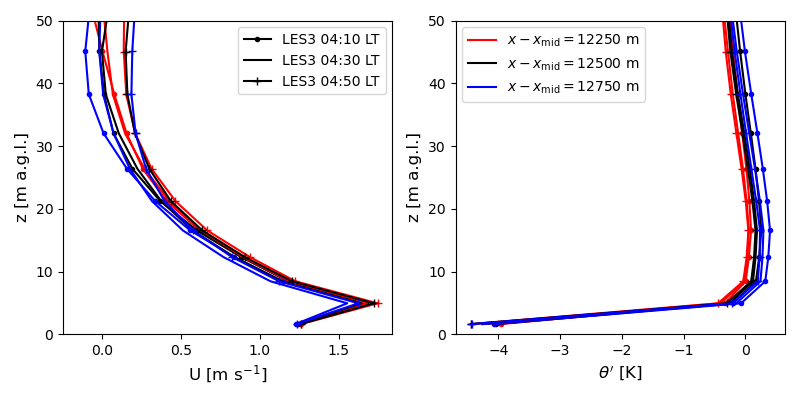 50
40
30
20
10
0
z [m a.g.l.]
0.0 0.5 1.0 1.5
U [m s⁻¹]
LES3 04:10 LT
LES3 04:30 LT
LES3 04:50 LT
50
40
30
20
10
0
z [m a.g.l.]
−4 −3 −2 −1 0
θ′ [K]
x − x_mid = 12250 m
x − x_mid = 12500 m
x − x_mid = 12750 m